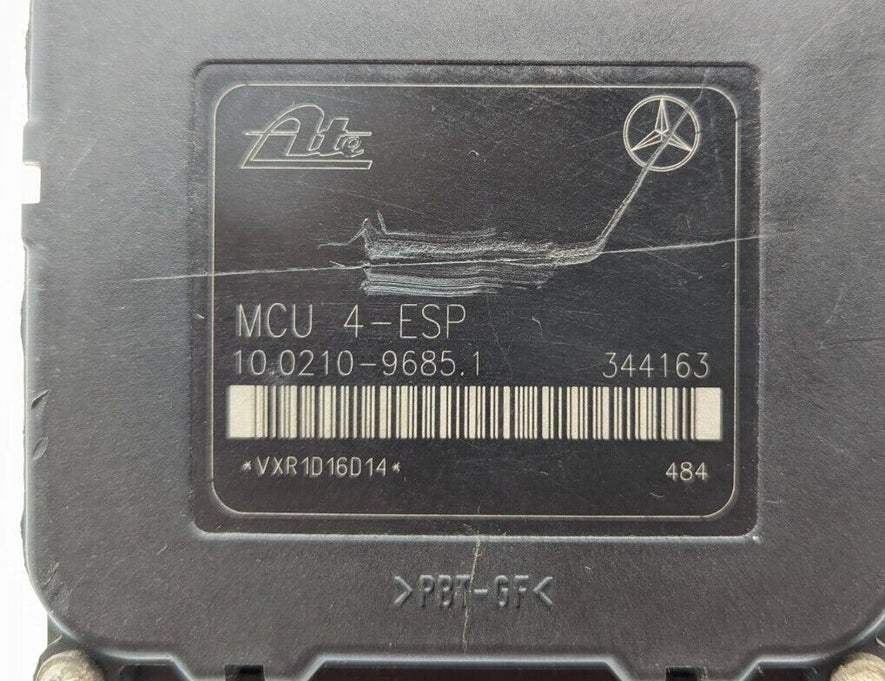 Ate
MCU 4-ESP
10.0210-9685.1 344163
*VXR1D16D14* 484
>PBT-GF<